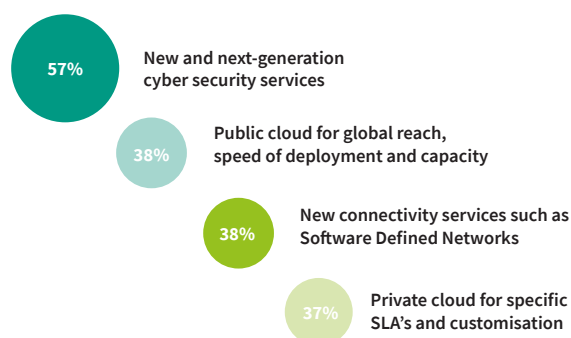 57%
New and next-generation
cyber security services
38%
Public cloud for global reach,
speed of deployment and capacity
38%
New connectivity services such as
Software Defined Networks
37%
Private cloud for specific
SLA's and customisation